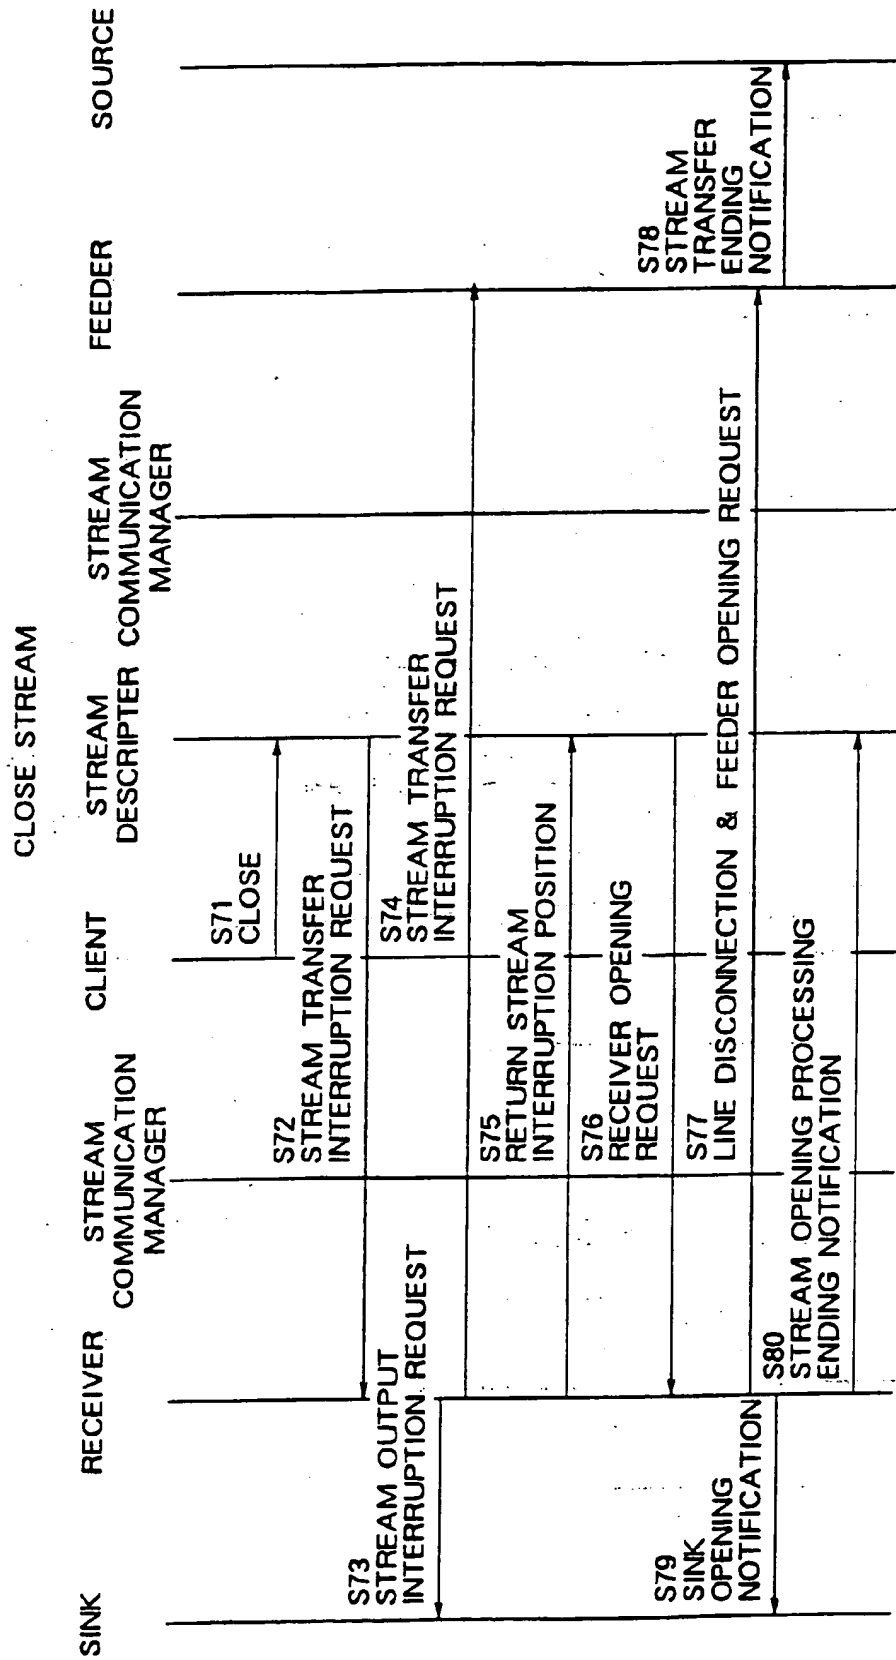 CLOSE STREAM
SINK
RECEIVER
STREAM
COMMUNICATION
MANAGER
CLIENT
STREAM
DESCRIPTER
STREAM
COMMUNICATION
MANAGER
FEEDER
SOURCE
S71
CLOSE
S72
STREAM TRANSFER
INTERRUPTION REQUEST
S73
STREAM OUTPUT
INTERRUPTION REQUEST
S74
STREAM TRANSFER
INTERRUPTION REQUEST
S75
RETURN STREAM
INTERRUPTION POSITION
S76
RECEIVER OPENING
REQUEST
S77
LINE DISCONNECTION & FEEDER OPENING REQUEST
S78
STREAM
TRANSFER
ENDING
NOTIFICATION
S79
SINK
OPENING
NOTIFICATION
S80
STREAM OPENING PROCESSING
ENDING NOTIFICATION